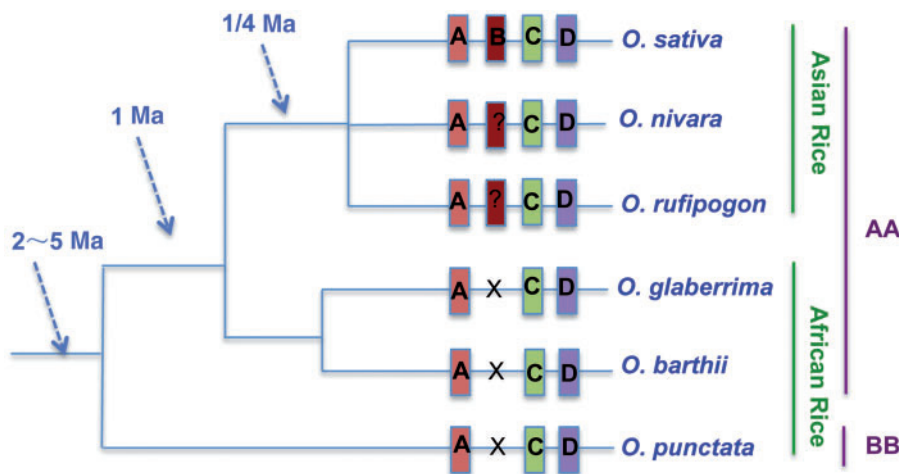 1/4 Ma
A B C D O. sativa
1 Ma
A ? C D O. nivara
A ? C D O. rufipogon
Asian Rice
2~5 Ma
AA
A X C D O. glaberrima
A X C D O. barthii
African Rice
A X C D O. punctata
BB